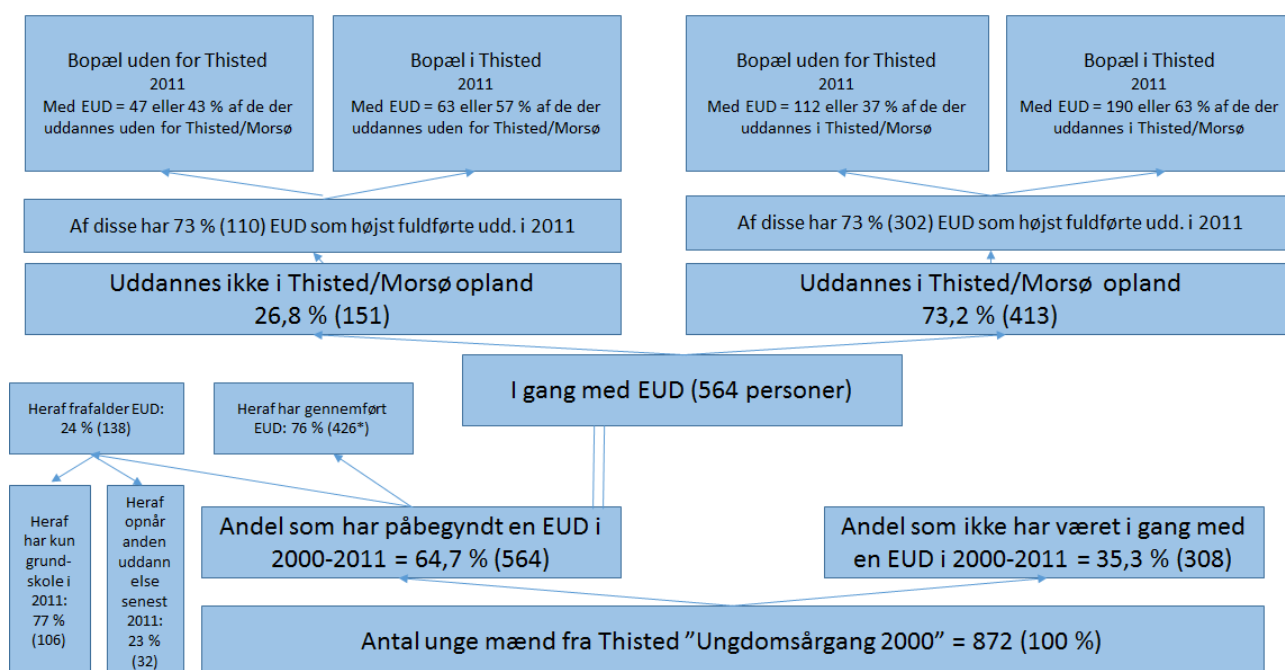 Bopæl uden for Thisted
2011
Med EUD = 47 eller 43 % af de der
uddannes uden for Thisted/Morsø
Bopæl i Thisted
2011
Med EUD = 63 eller 57 % af de der
uddannes uden for Thisted/Morsø
Bopæl uden for Thisted
2011
Med EUD = 112 eller 37 % af de der
uddannes i Thisted/Morsø
Bopæl i Thisted
2011
Med EUD = 190 eller 63 % af de der
uddannes i Thisted/Morsø
Af disse har 73 % (110) EUD som højst fuldførte udd. i 2011
Af disse har 73 % (302) EUD som højst fuldførte udd. i 2011
Uddannes ikke i Thisted/Morsø opland
26,8 % (151)
Uddannes i Thisted/Morsø opland
73,2 % (413)
I gang med EUD (564 personer)
Heraf frafalder EUD:
24 % (138)
Heraf har gennemført
EUD: 76 % (426*)
Heraf
har kun
grund-
skole i
2011:
77 %
(106)
Heraf
opnår
anden
uddann
else
senest
2011:
23 %
(32)
Andel som har påbegyndt en EUD i
2000-2011 = 64,7 % (564)
Andel som ikke har været i gang med
en EUD i 2000-2011 = 35,3 % (308)
Antal unge mænd fra Thisted ”Ungdomsårgang 2000” = 872 (100 %)